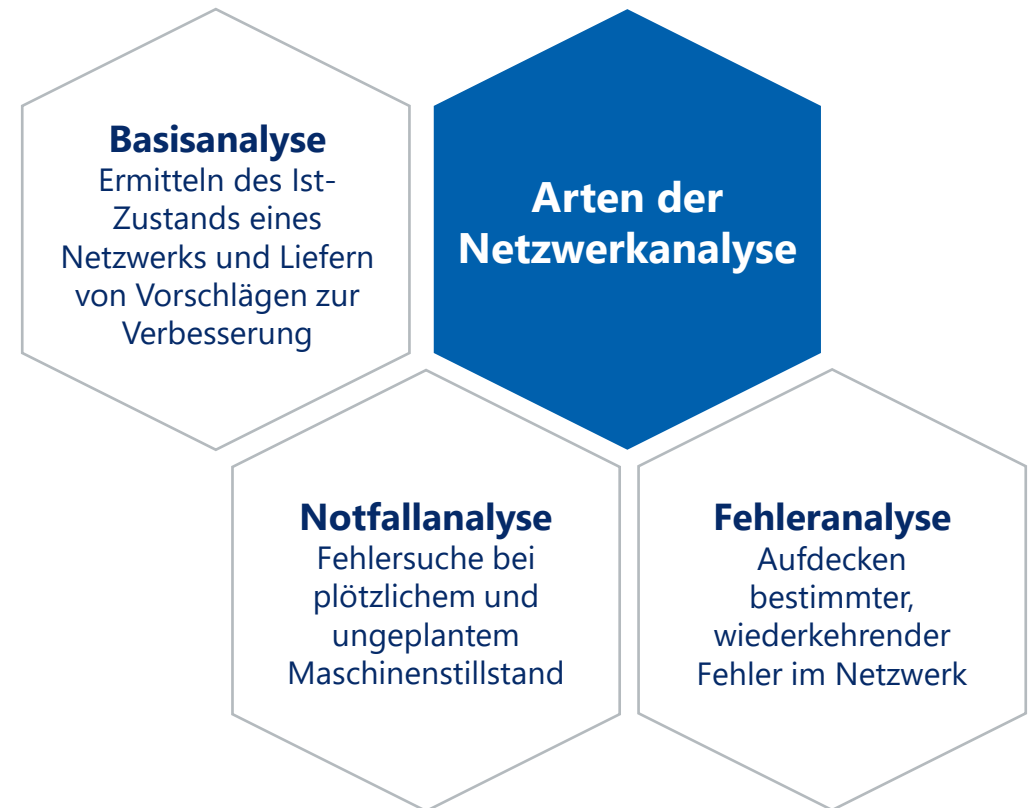 Basisanalyse
Ermitteln des Ist-
Zustands eines
Netzwerks und Liefern
von Vorschlägen zur
Verbesserung
Arten der
Netzwerkanalyse
Notfallanalyse
Fehlersuche bei
plötzlichem und
ungeplantem
Maschinenstillstand
Fehleranalyse
Aufdecken
bestimmter,
wiederkehrender
Fehler im Netzwerk